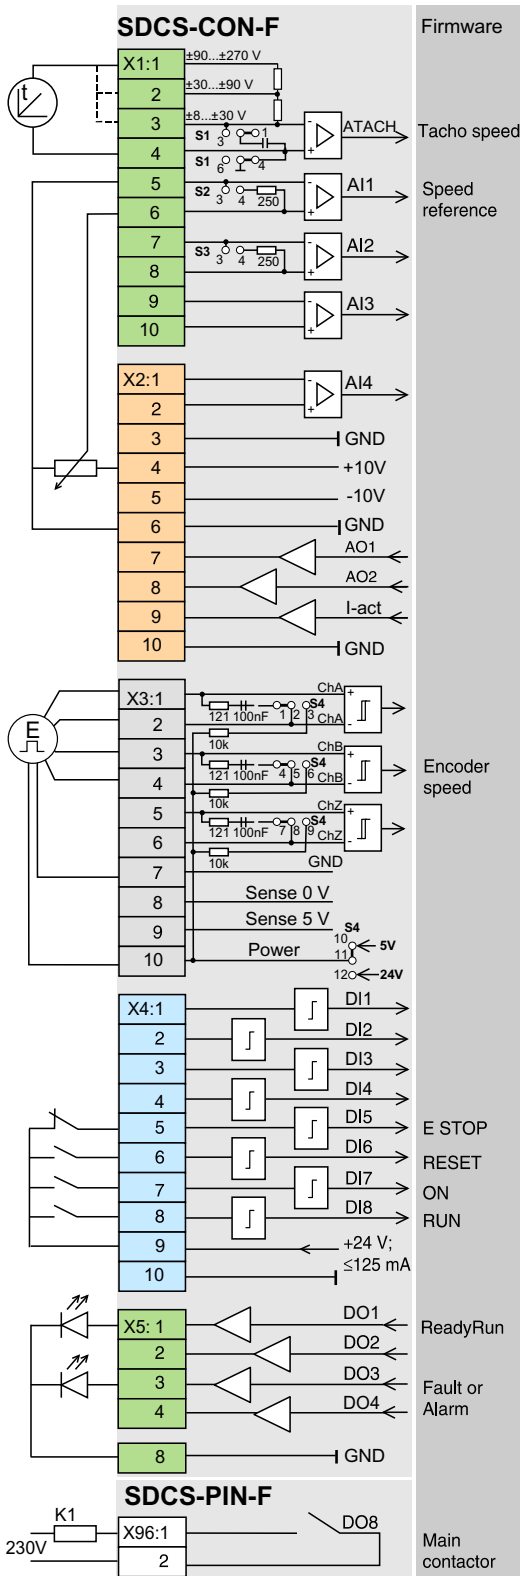 SDCS-CON-F
Firmware
X1:1 ±90...±270 V
2 ±30...±90 V
t
3 ±8...±30 V
S1 3 1 - ATACH Tacho speed
4 S1 6 4 +
5 S2 3 4 250 - AI1 Speed
6 + reference
7 S3 3 4 250 - AI2
8 +
9 - AI3
10 +
X2:1 - AI4
2 +
3 GND
4 +10V
5 -10V
6 GND
7 AO1
8 AO2
9 I-act
10 GND
X3:1 ChA +
121 100nF 1 2 3 S4
2 ChA -
E
10k
3 ChB +
121 100nF 4 5 6 S4
Encoder
4 ChB -
speed
10k
5 ChZ +
121 100nF 7 8 9 S4
6 ChZ -
10k
7 GND
8 Sense 0 V
9 Sense 5 V
S4
10 5V
10 Power 11
12 24V
X4:1 DI1
2 DI2
3 DI3
4 DI4
5 DI5 E STOP
6 DI6 RESET
7 DI7 ON
8 DI8 RUN
9 +24 V;
≤125 mA
10
X5: 1 DO1 ReadyRun
2 DO2
3 DO3 Fault or
4 DO4 Alarm
8 GND
SDCS-PIN-F
K1
230V
X96:1 DO8 Main
2 contactor